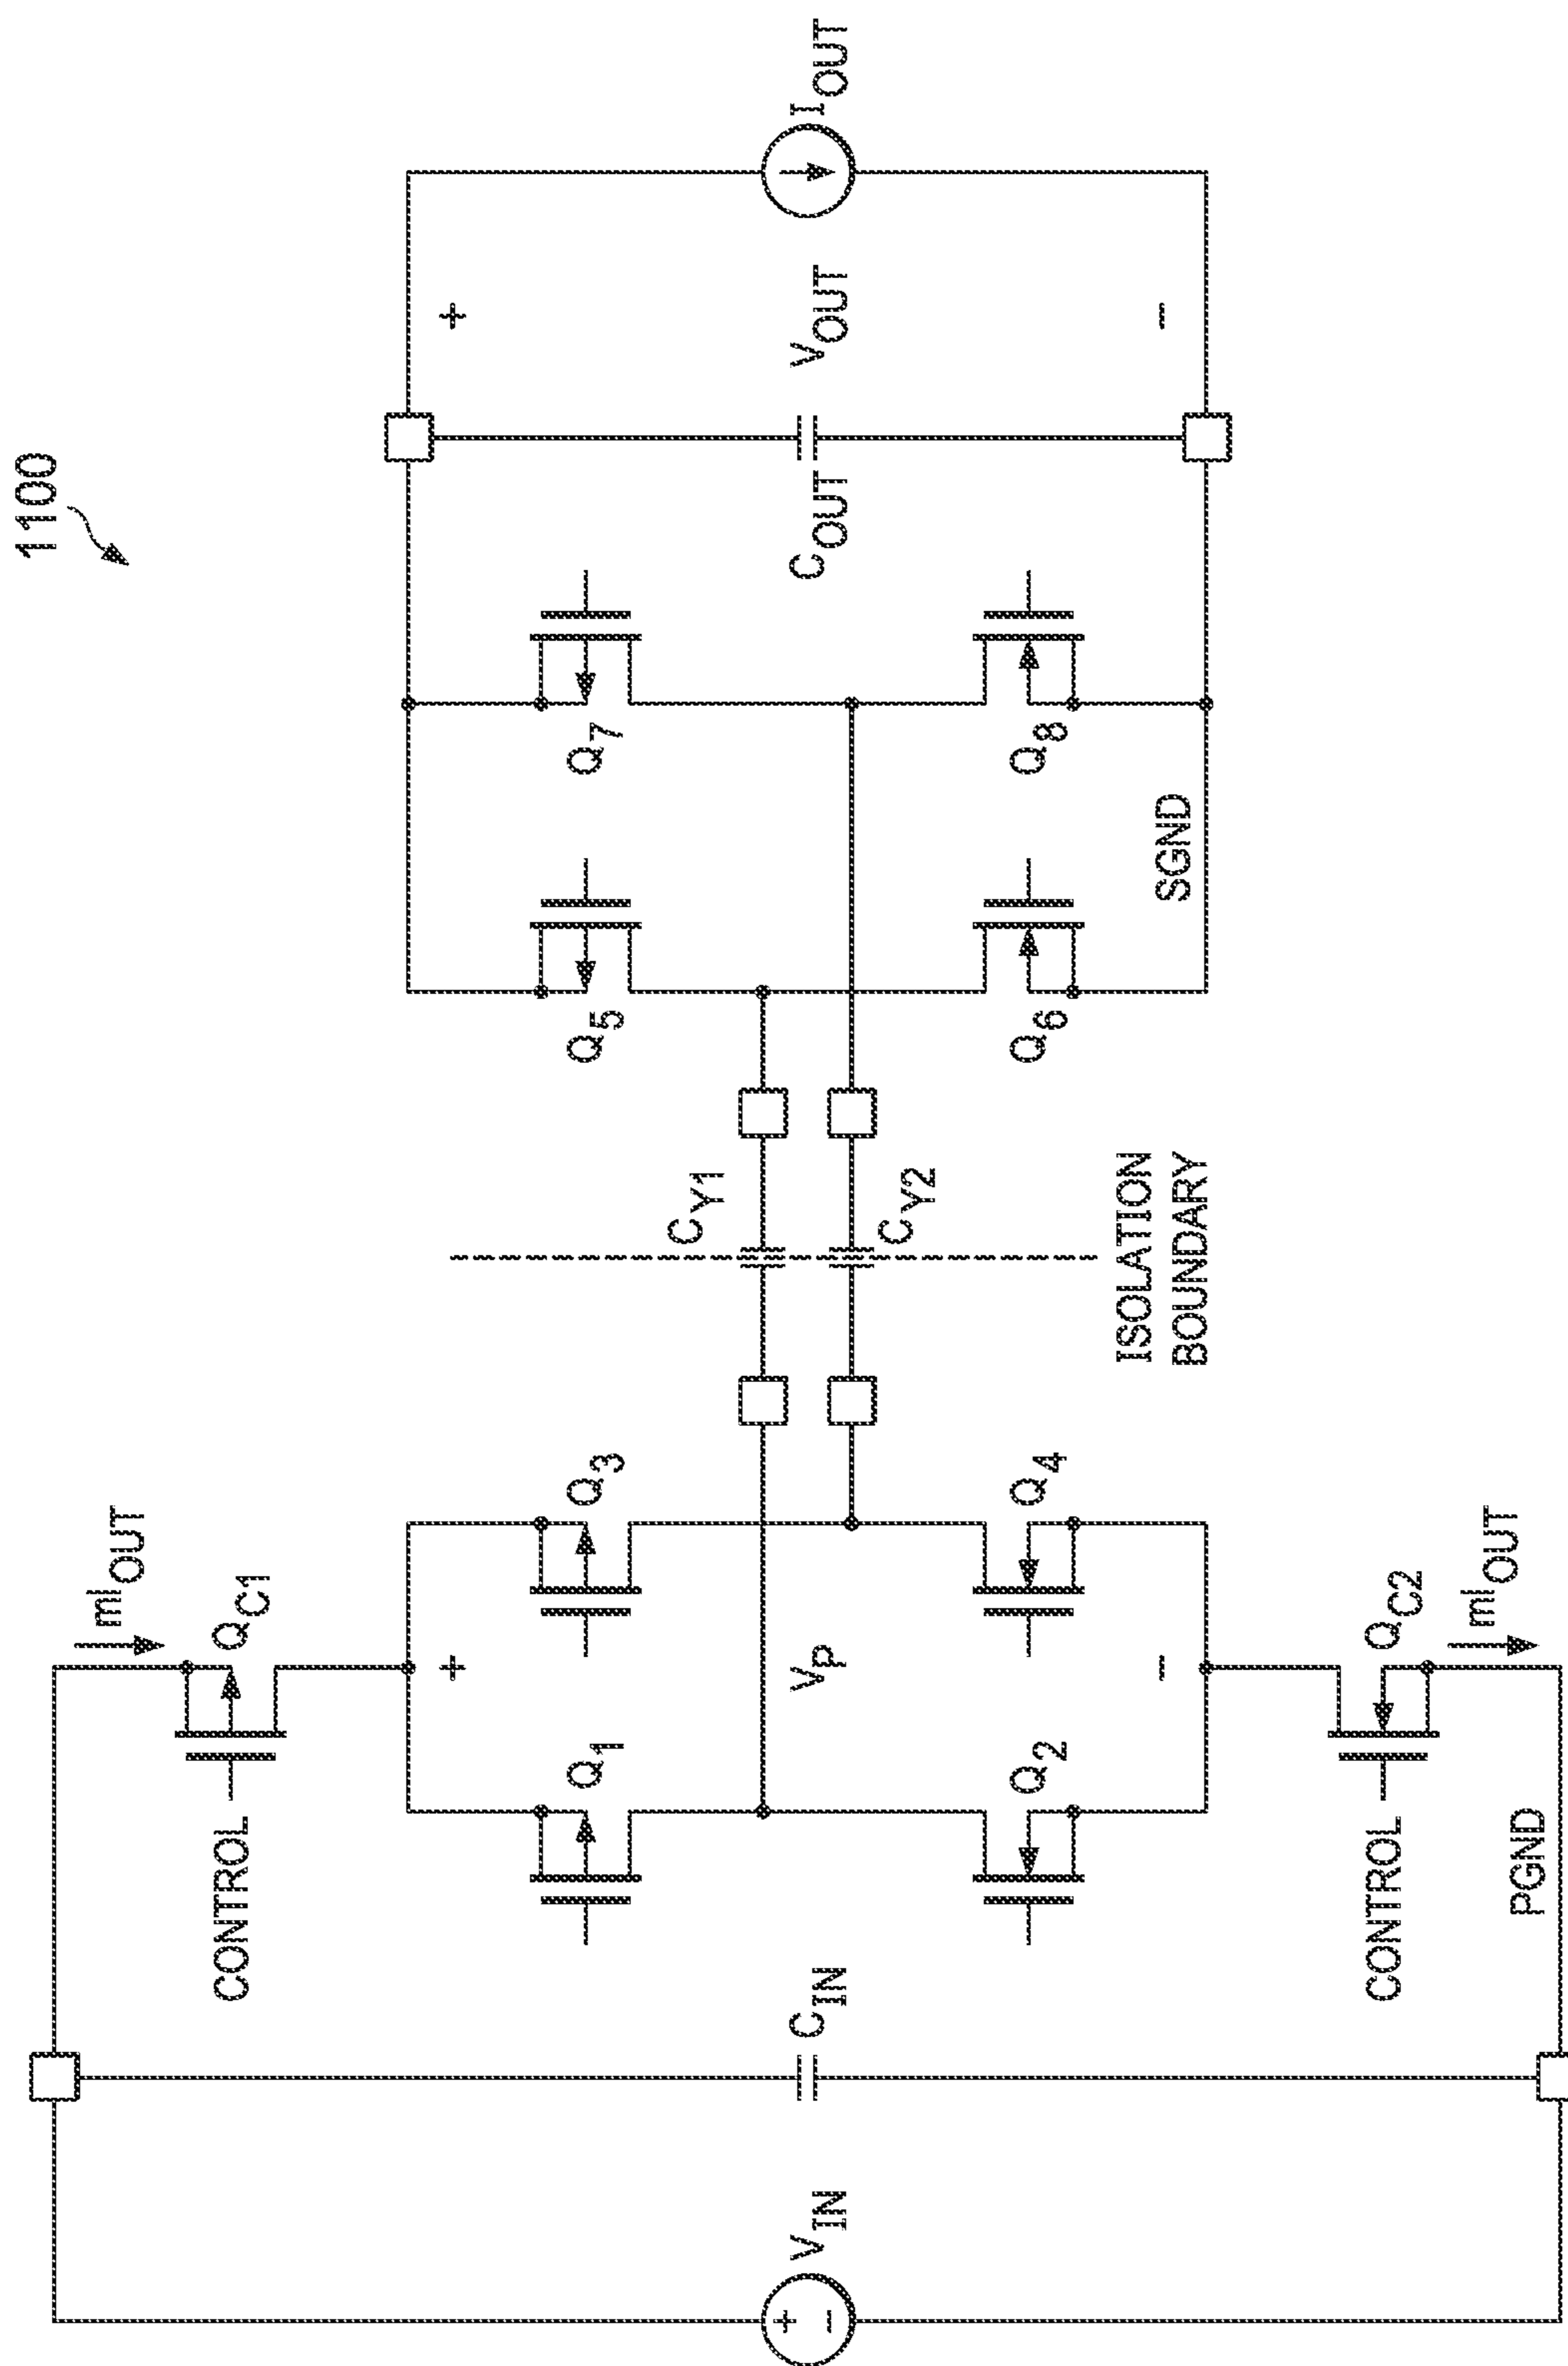 1100
mI_OUT
Q_C1
CONTROL
Q_1
Q_3
Q_5
Q_7
+
+
V_IN
+
−
C_IN
V_P
C_Y1
C_Y2
C_OUT
V_OUT
I_OUT
Q_2
Q_4
Q_6
Q_8
−
−
ISOLATION
BOUNDARY
SGND
CONTROL
Q_C2
mI_OUT
PGND